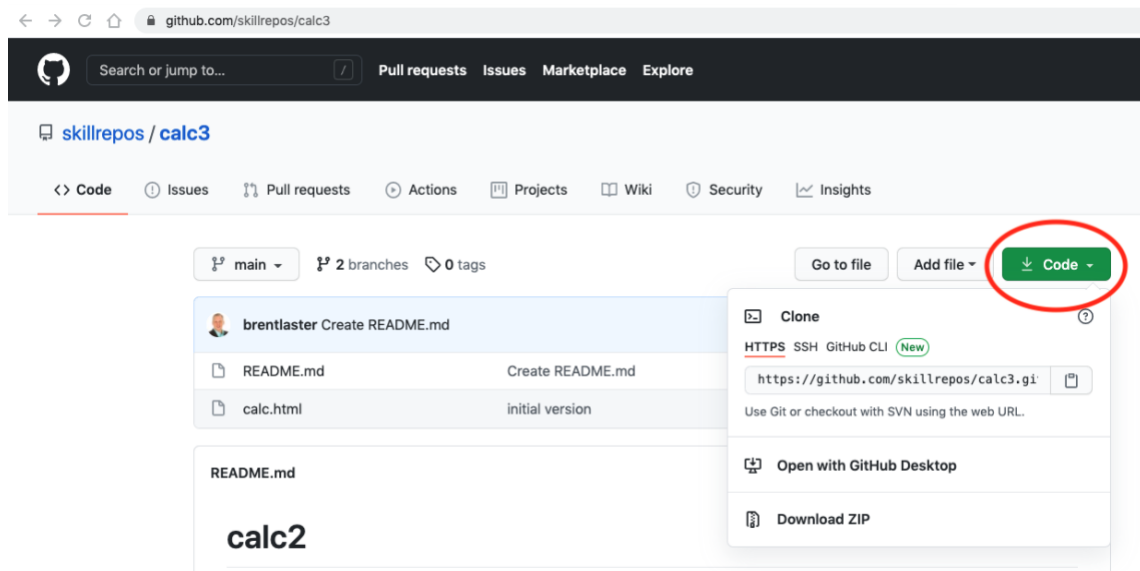 github.com/skillrepos/calc3
Search or jump to... / Pull requests Issues Marketplace Explore
skillrepos / calc3
<> Code Issues Pull requests Actions Projects Wiki Security Insights
main 2 branches 0 tags Go to file Add file Code
brentlaster Create README.md
README.md Create README.md
calc.html initial version
Clone
HTTPS SSH GitHub CLI New
https://github.com/skillrepos/calc3.gi
Use Git or checkout with SVN using the web URL.
Open with GitHub Desktop
Download ZIP
README.md
calc2